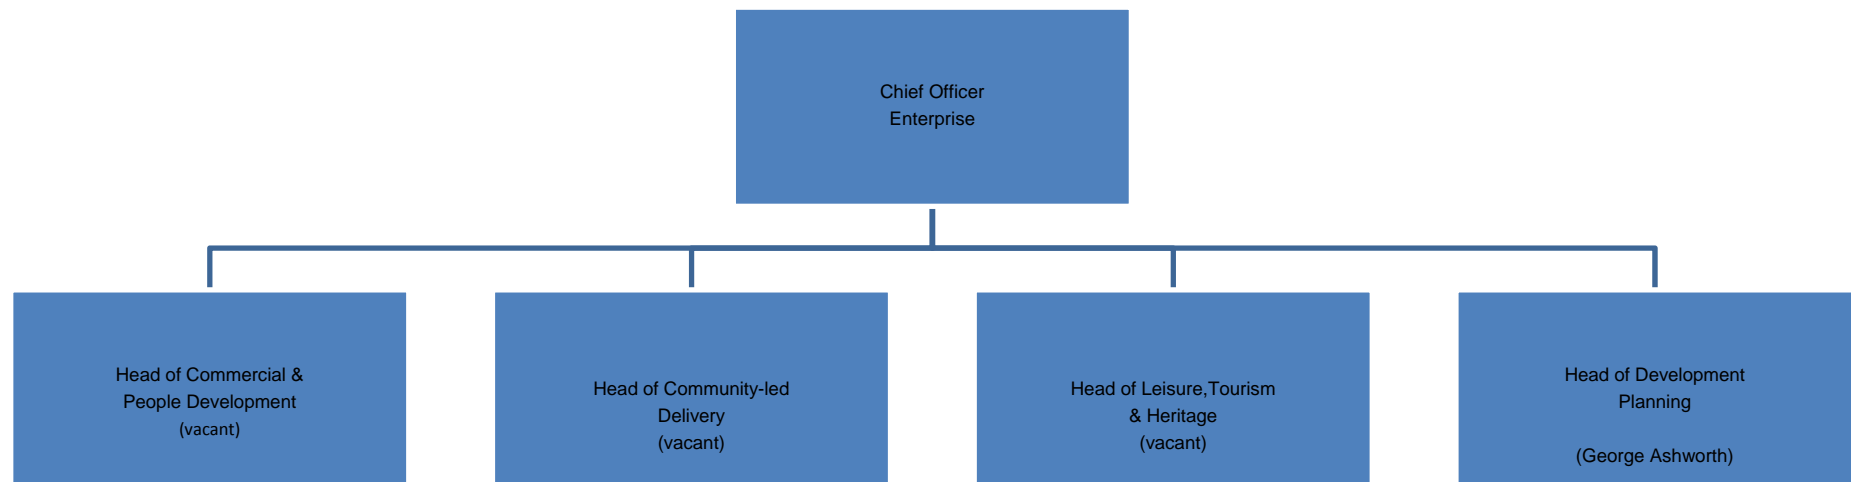 Chief Officer
Enterprise
Head of Commercial &
People Development
(vacant)
Head of Community-led
Delivery
(vacant)
Head of Leisure,Tourism
& Heritage
(vacant)
Head of Development
Planning
(George Ashworth)